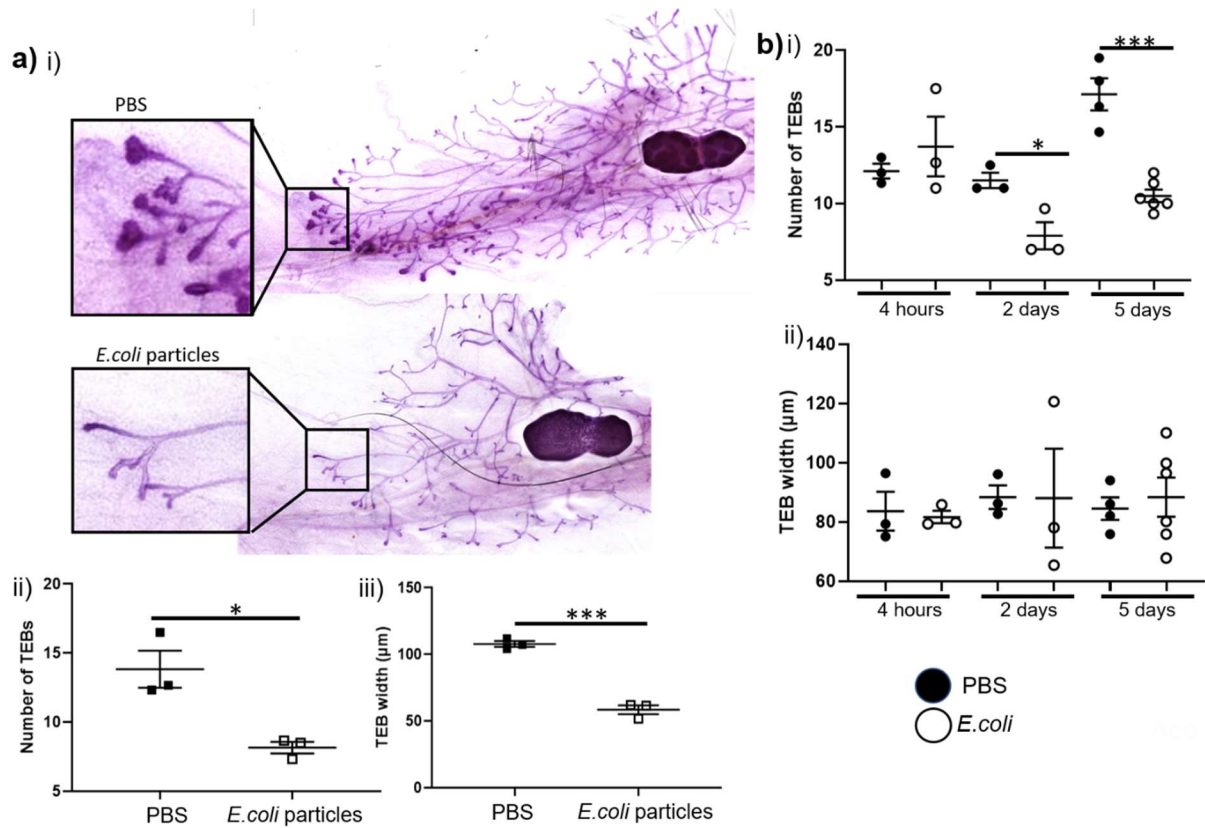 a) i)
PBS
E.coli particles
ii)
20
15
10
5
Number of TEBs
*
PBS
E.coli particles
iii)
150
100
50
0
TEB width (µm)
***
PBS
E.coli particles
b) i)
20
15
10
5
Number of TEBs
*
***
4 hours 2 days 5 days
ii)
140
120
100
80
60
TEB width (µm)
4 hours 2 days 5 days
PBS
E.coli